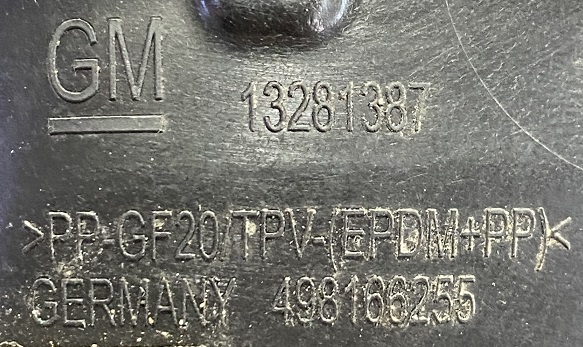 GM 13281387
>PP-GF20/TPV-(EPDM+PP)<
GERMANY 498166255